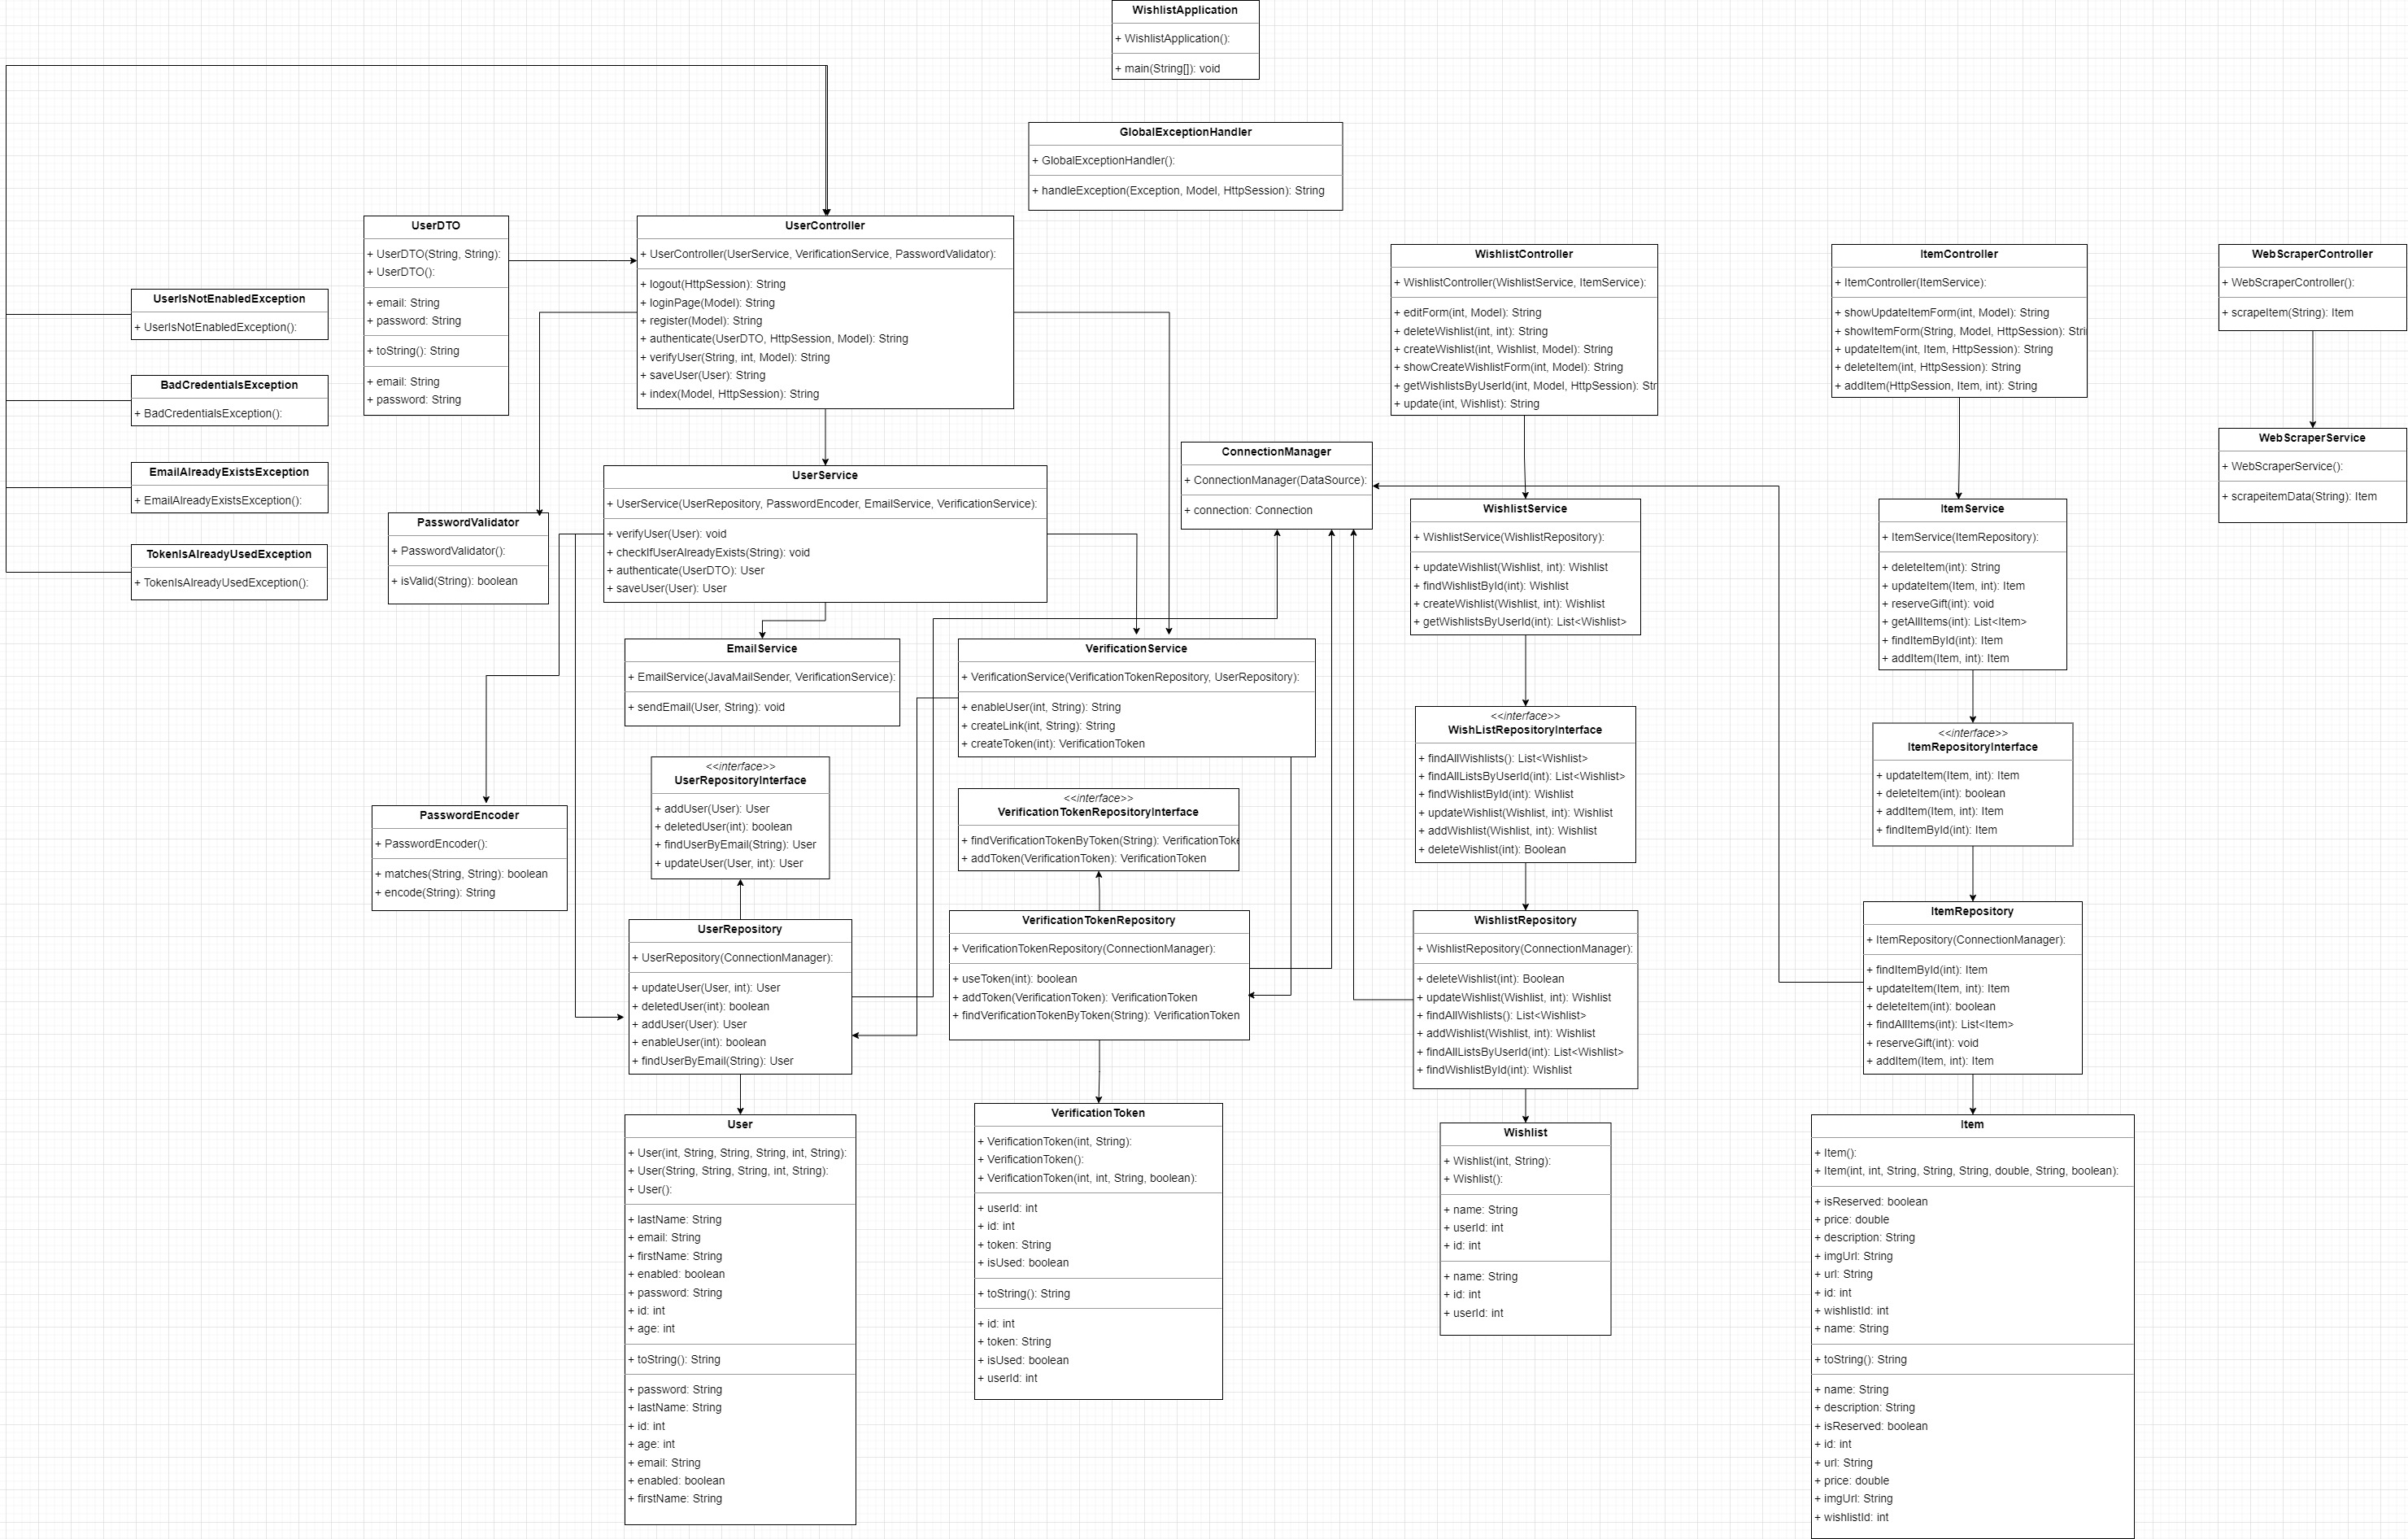 WishlistApplication
+ WishlistApplication():
+ main(String[]): void
GlobalExceptionHandler
+ GlobalExceptionHandler():
+ handleException(Exception, Model, HttpSession): String
UserDTO
+ UserDTO(String, String):
+ UserDTO():
+ email: String
+ password: String
+ toString(): String
+ email: String
+ password: String
UserController
+ UserController(UserService, VerificationService, PasswordValidator):
+ logout(HttpSession): String
+ loginPage(Model): String
+ register(Model): String
+ authenticate(UserDTO, HttpSession, Model): String
+ verifyUser(String, int, Model): String
+ saveUser(User): String
+ index(Model, HttpSession): String
WishlistController
+ WishlistController(WishlistService, ItemService):
+ editForm(int, Model): String
+ deleteWishlist(int, int): String
+ createWishlist(int, Wishlist, Model): String
+ showCreateWishlistForm(int, Model): String
+ getWishlistsByUserId(int, Model, HttpSession): Str
+ update(int, Wishlist): String
ItemController
+ ItemController(ItemService):
+ showUpdateItemForm(int, Model): String
+ showItemForm(String, Model, HttpSession): Stri
+ updateItem(int, Item, HttpSession): String
+ deleteItem(int, HttpSession): String
+ addItem(HttpSession, Item, int): String
WebScraperController
+ WebScraperController():
+ scrapeItem(String): Item
UserIsNotEnabledException
+ UserIsNotEnabledException():
BadCredentialsException
+ BadCredentialsException():
EmailAlreadyExistsException
+ EmailAlreadyExistsException():
TokenIsAlreadyUsedException
+ TokenIsAlreadyUsedException():
PasswordValidator
+ PasswordValidator():
+ isValid(String): boolean
UserService
+ UserService(UserRepository, PasswordEncoder, EmailService, VerificationService):
+ verifyUser(User): void
+ checkIfUserAlreadyExists(String): void
+ authenticate(UserDTO): User
+ saveUser(User): User
ConnectionManager
+ ConnectionManager(DataSource):
+ connection: Connection
WishlistService
+ WishlistService(WishlistRepository):
+ updateWishlist(Wishlist, int): Wishlist
+ findWishlistById(int): Wishlist
+ createWishlist(Wishlist, int): Wishlist
+ getWishlistsByUserId(int): List<Wishlist>
ItemService
+ ItemService(ItemRepository):
+ deleteItem(int): String
+ updateItem(Item, int): Item
+ reserveGift(int): void
+ getAllItems(int): List<Item>
+ findItemById(int): Item
+ addItem(Item, int): Item
WebScraperService
+ WebScraperService():
+ scrapeitemData(String): Item
EmailService
+ EmailService(JavaMailSender, VerificationService):
+ sendEmail(User, String): void
VerificationService
+ VerificationService(VerificationTokenRepository, UserRepository):
+ enableUser(int, String): String
+ createLink(int, String): String
+ createToken(int): VerificationToken
<<interface>>
WishListRepositoryInterface
+ findAllWishlists(): List<Wishlist>
+ findAllListsByUserId(int): List<Wishlist>
+ findWishlistById(int): Wishlist
+ updateWishlist(Wishlist, int): Wishlist
+ addWishlist(Wishlist, int): Wishlist
+ deleteWishlist(int): Boolean
<<interface>>
ItemRepositoryInterface
+ updateItem(Item, int): Item
+ deleteItem(int): boolean
+ addItem(Item, int): Item
+ findItemById(int): Item
<<interface>>
UserRepositoryInterface
+ addUser(User): User
+ deletedUser(int): boolean
+ findUserByEmail(String): User
+ updateUser(User, int): User
<<interface>>
VerificationTokenRepositoryInterface
+ findVerificationTokenByToken(String): VerificationToke
+ addToken(VerificationToken): VerificationToken
PasswordEncoder
+ PasswordEncoder():
+ matches(String, String): boolean
+ encode(String): String
UserRepository
+ UserRepository(ConnectionManager):
+ updateUser(User, int): User
+ deletedUser(int): boolean
+ addUser(User): User
+ enableUser(int): boolean
+ findUserByEmail(String): User
VerificationTokenRepository
+ VerificationTokenRepository(ConnectionManager):
+ useToken(int): boolean
+ addToken(VerificationToken): VerificationToken
+ findVerificationTokenByToken(String): VerificationToken
WishlistRepository
+ WishlistRepository(ConnectionManager):
+ deleteWishlist(int): Boolean
+ updateWishlist(Wishlist, int): Wishlist
+ findAllWishlists(): List<Wishlist>
+ addWishlist(Wishlist, int): Wishlist
+ findAllListsByUserId(int): List<Wishlist>
+ findWishlistById(int): Wishlist
ItemRepository
+ ItemRepository(ConnectionManager):
+ findItemById(int): Item
+ updateItem(Item, int): Item
+ deleteItem(int): boolean
+ findAllItems(int): List<Item>
+ reserveGift(int): void
+ addItem(Item, int): Item
User
+ User(int, String, String, String, int, String):
+ User(String, String, String, int, String):
+ User():
+ lastName: String
+ email: String
+ firstName: String
+ enabled: boolean
+ password: String
+ id: int
+ age: int
+ toString(): String
+ password: String
+ lastName: String
+ id: int
+ age: int
+ email: String
+ enabled: boolean
+ firstName: String
VerificationToken
+ VerificationToken(int, String):
+ VerificationToken():
+ VerificationToken(int, int, String, boolean):
+ userId: int
+ id: int
+ token: String
+ isUsed: boolean
+ toString(): String
+ id: int
+ token: String
+ isUsed: boolean
+ userId: int
Wishlist
+ Wishlist(int, String):
+ Wishlist():
+ name: String
+ userId: int
+ id: int
+ name: String
+ id: int
+ userId: int
Item
+ Item():
+ Item(int, int, String, String, String, double, String, boolean):
+ isReserved: boolean
+ price: double
+ description: String
+ imgUrl: String
+ url: String
+ id: int
+ wishlistId: int
+ name: String
+ toString(): String
+ name: String
+ description: String
+ isReserved: boolean
+ id: int
+ url: String
+ price: double
+ imgUrl: String
+ wishlistId: int